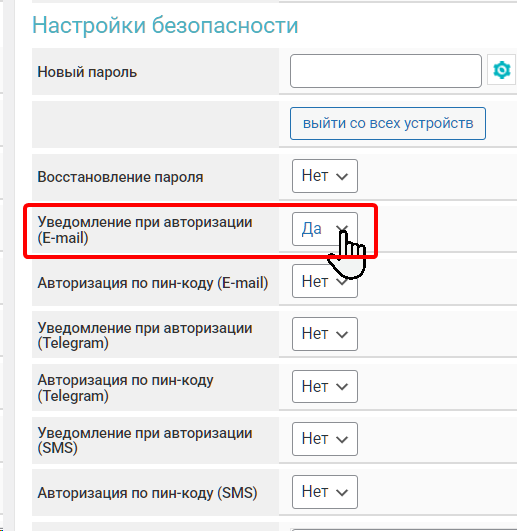 Настройки безопасности
Новый пароль
выйти со всех устройств
Восстановление пароля
Нет
Уведомление при авторизации
(E-mail)
Да
Авторизация по пин-коду (E-mail)
Нет
Уведомление при авторизации
(Telegram)
Нет
Авторизация по пин-коду
(Telegram)
Нет
Уведомление при авторизации
(SMS)
Нет
Авторизация по пин-коду (SMS)
Нет